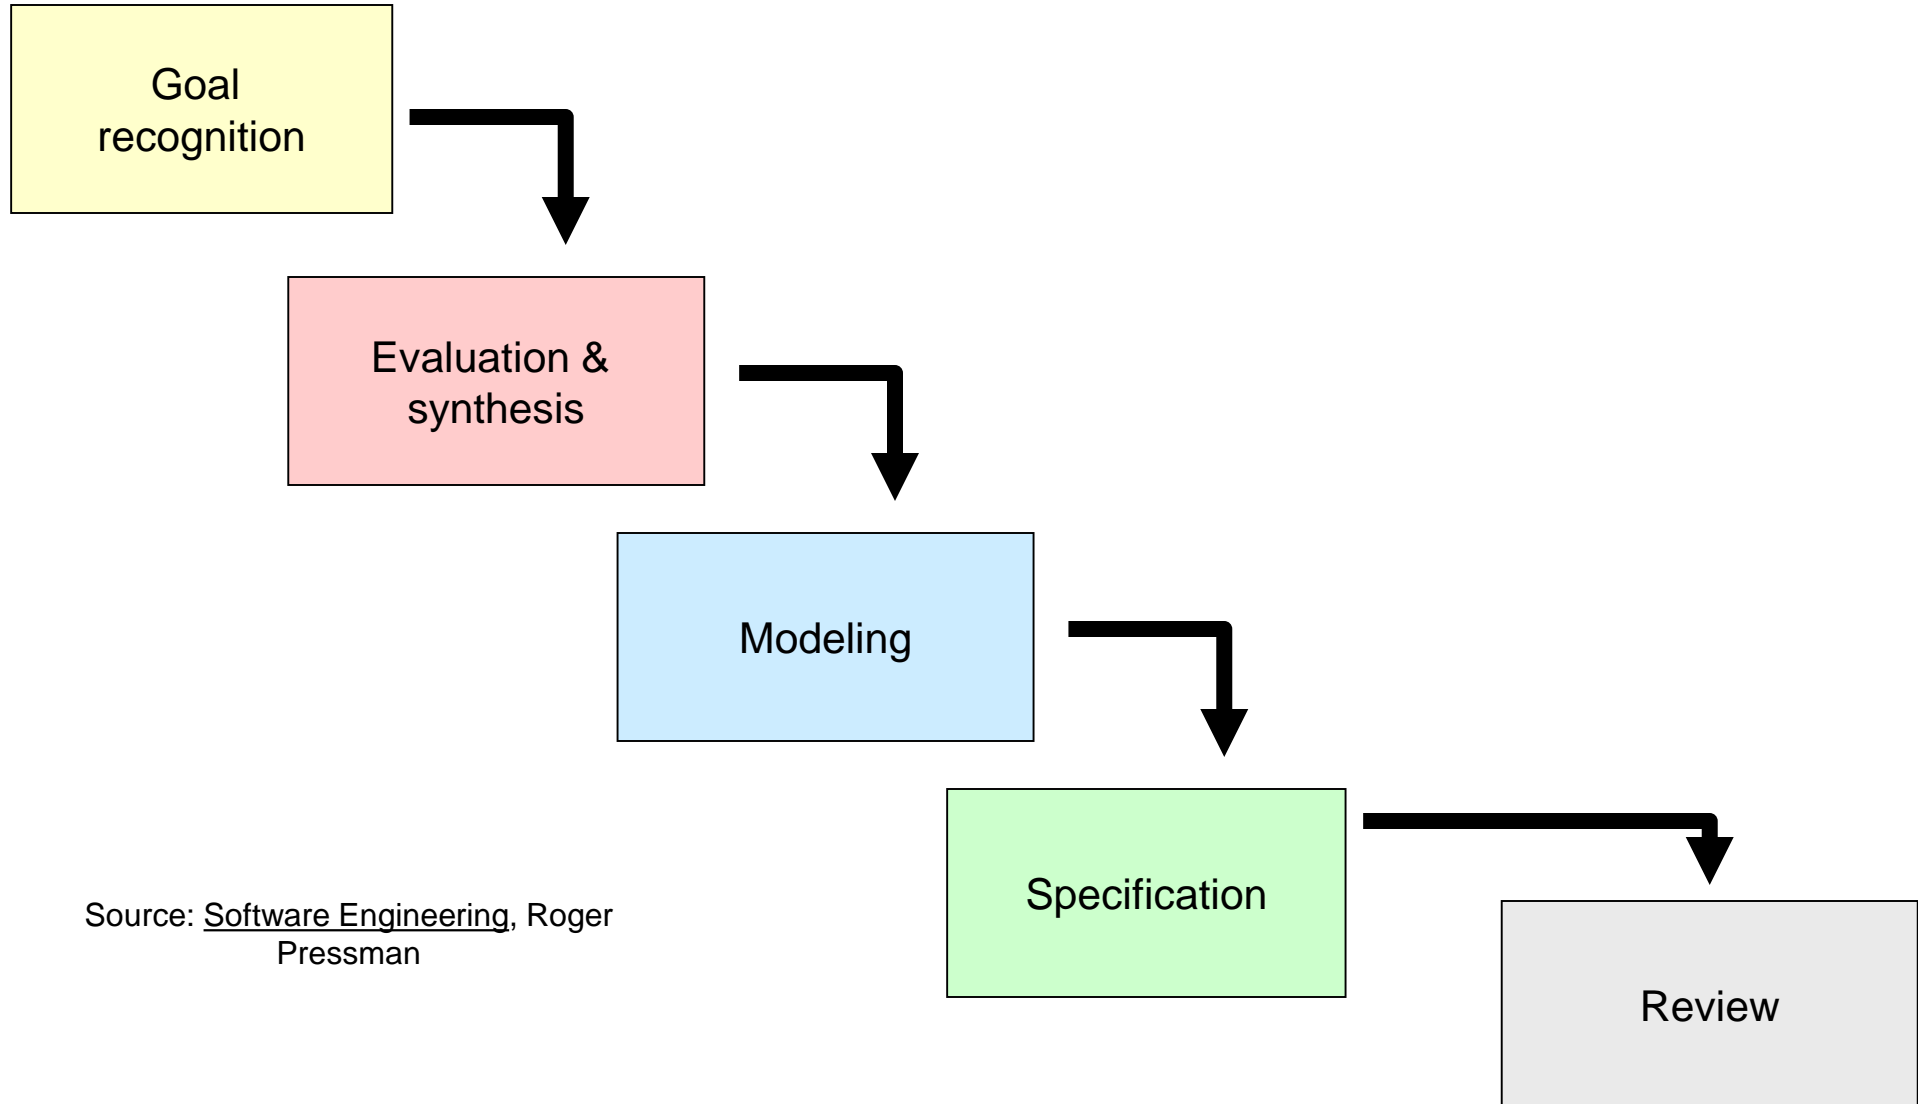 Goal
recognition
Evaluation &
synthesis
Modeling
Specification
Source: Software Engineering, Roger
Pressman
Review